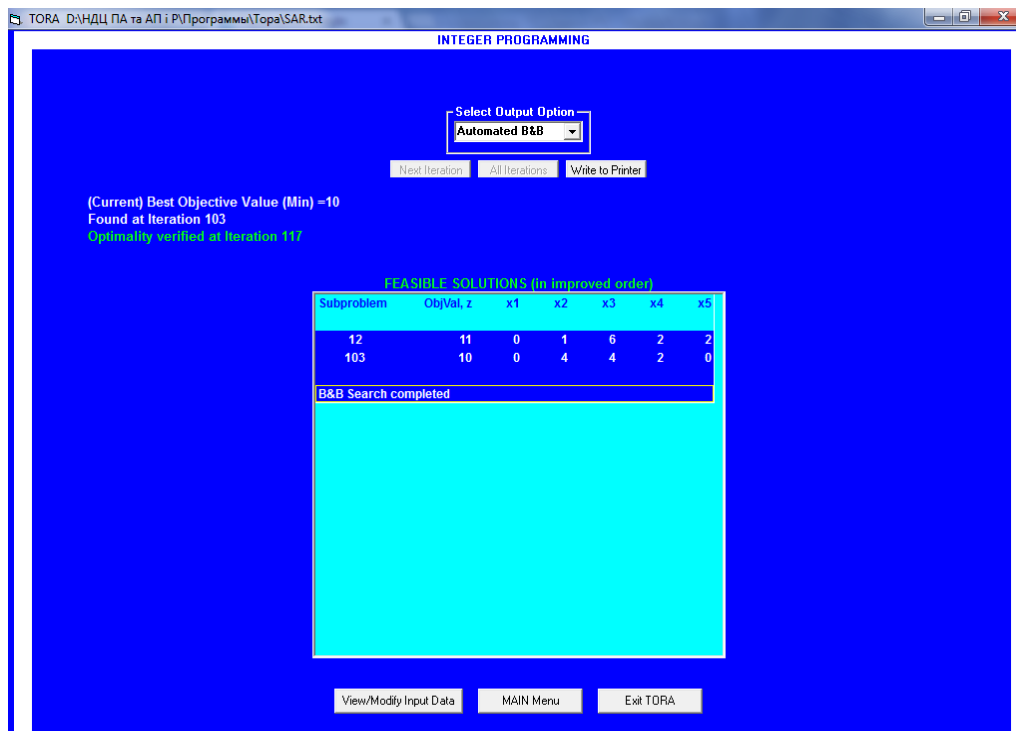 TORA D:\НДЦ ПА та АП і Р\Программы\Тора\SAR.txt
INTEGER PROGRAMMING
Select Output Option
Automated B&B
Next Iteration All Iterations Write to Printer
(Current) Best Objective Value (Min) =10
Found at Iteration 103
Optimality verified at Iteration 117
FEASIBLE SOLUTIONS (in improved order)
Subproblem ObjVal, z x1 x2 x3 x4 x5
12 11 0 1 6 2 2
103 10 0 4 4 2 0
B&B Search completed
View/Modify Input Data MAIN Menu Exit TORA